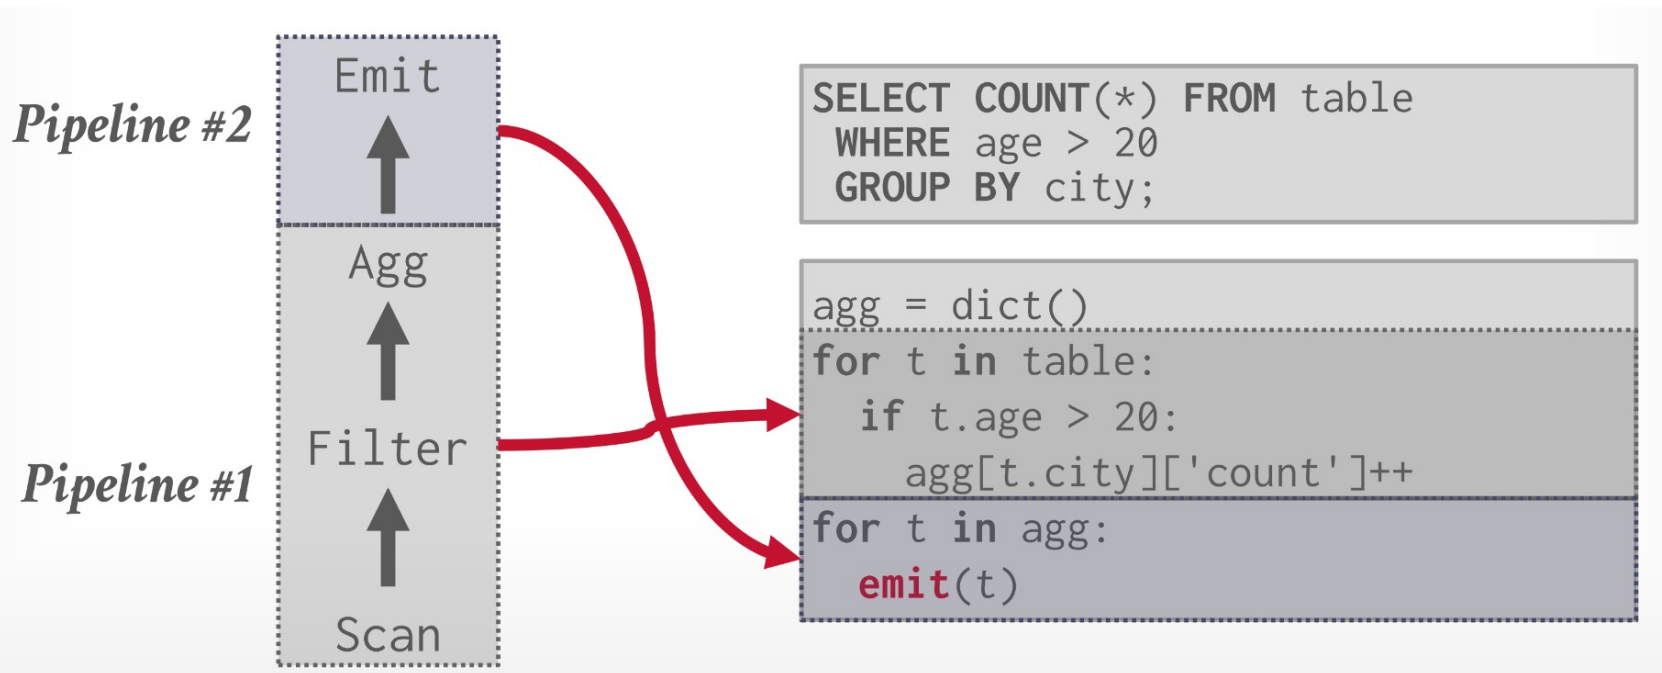 Pipeline #2
Emit
Agg
Pipeline #1
Filter
Scan
SELECT COUNT(*) FROM table
WHERE age > 20
GROUP BY city;
agg = dict()
for t in table:
if t.age > 20:
agg[t.city]['count']++
for t in agg:
emit(t)